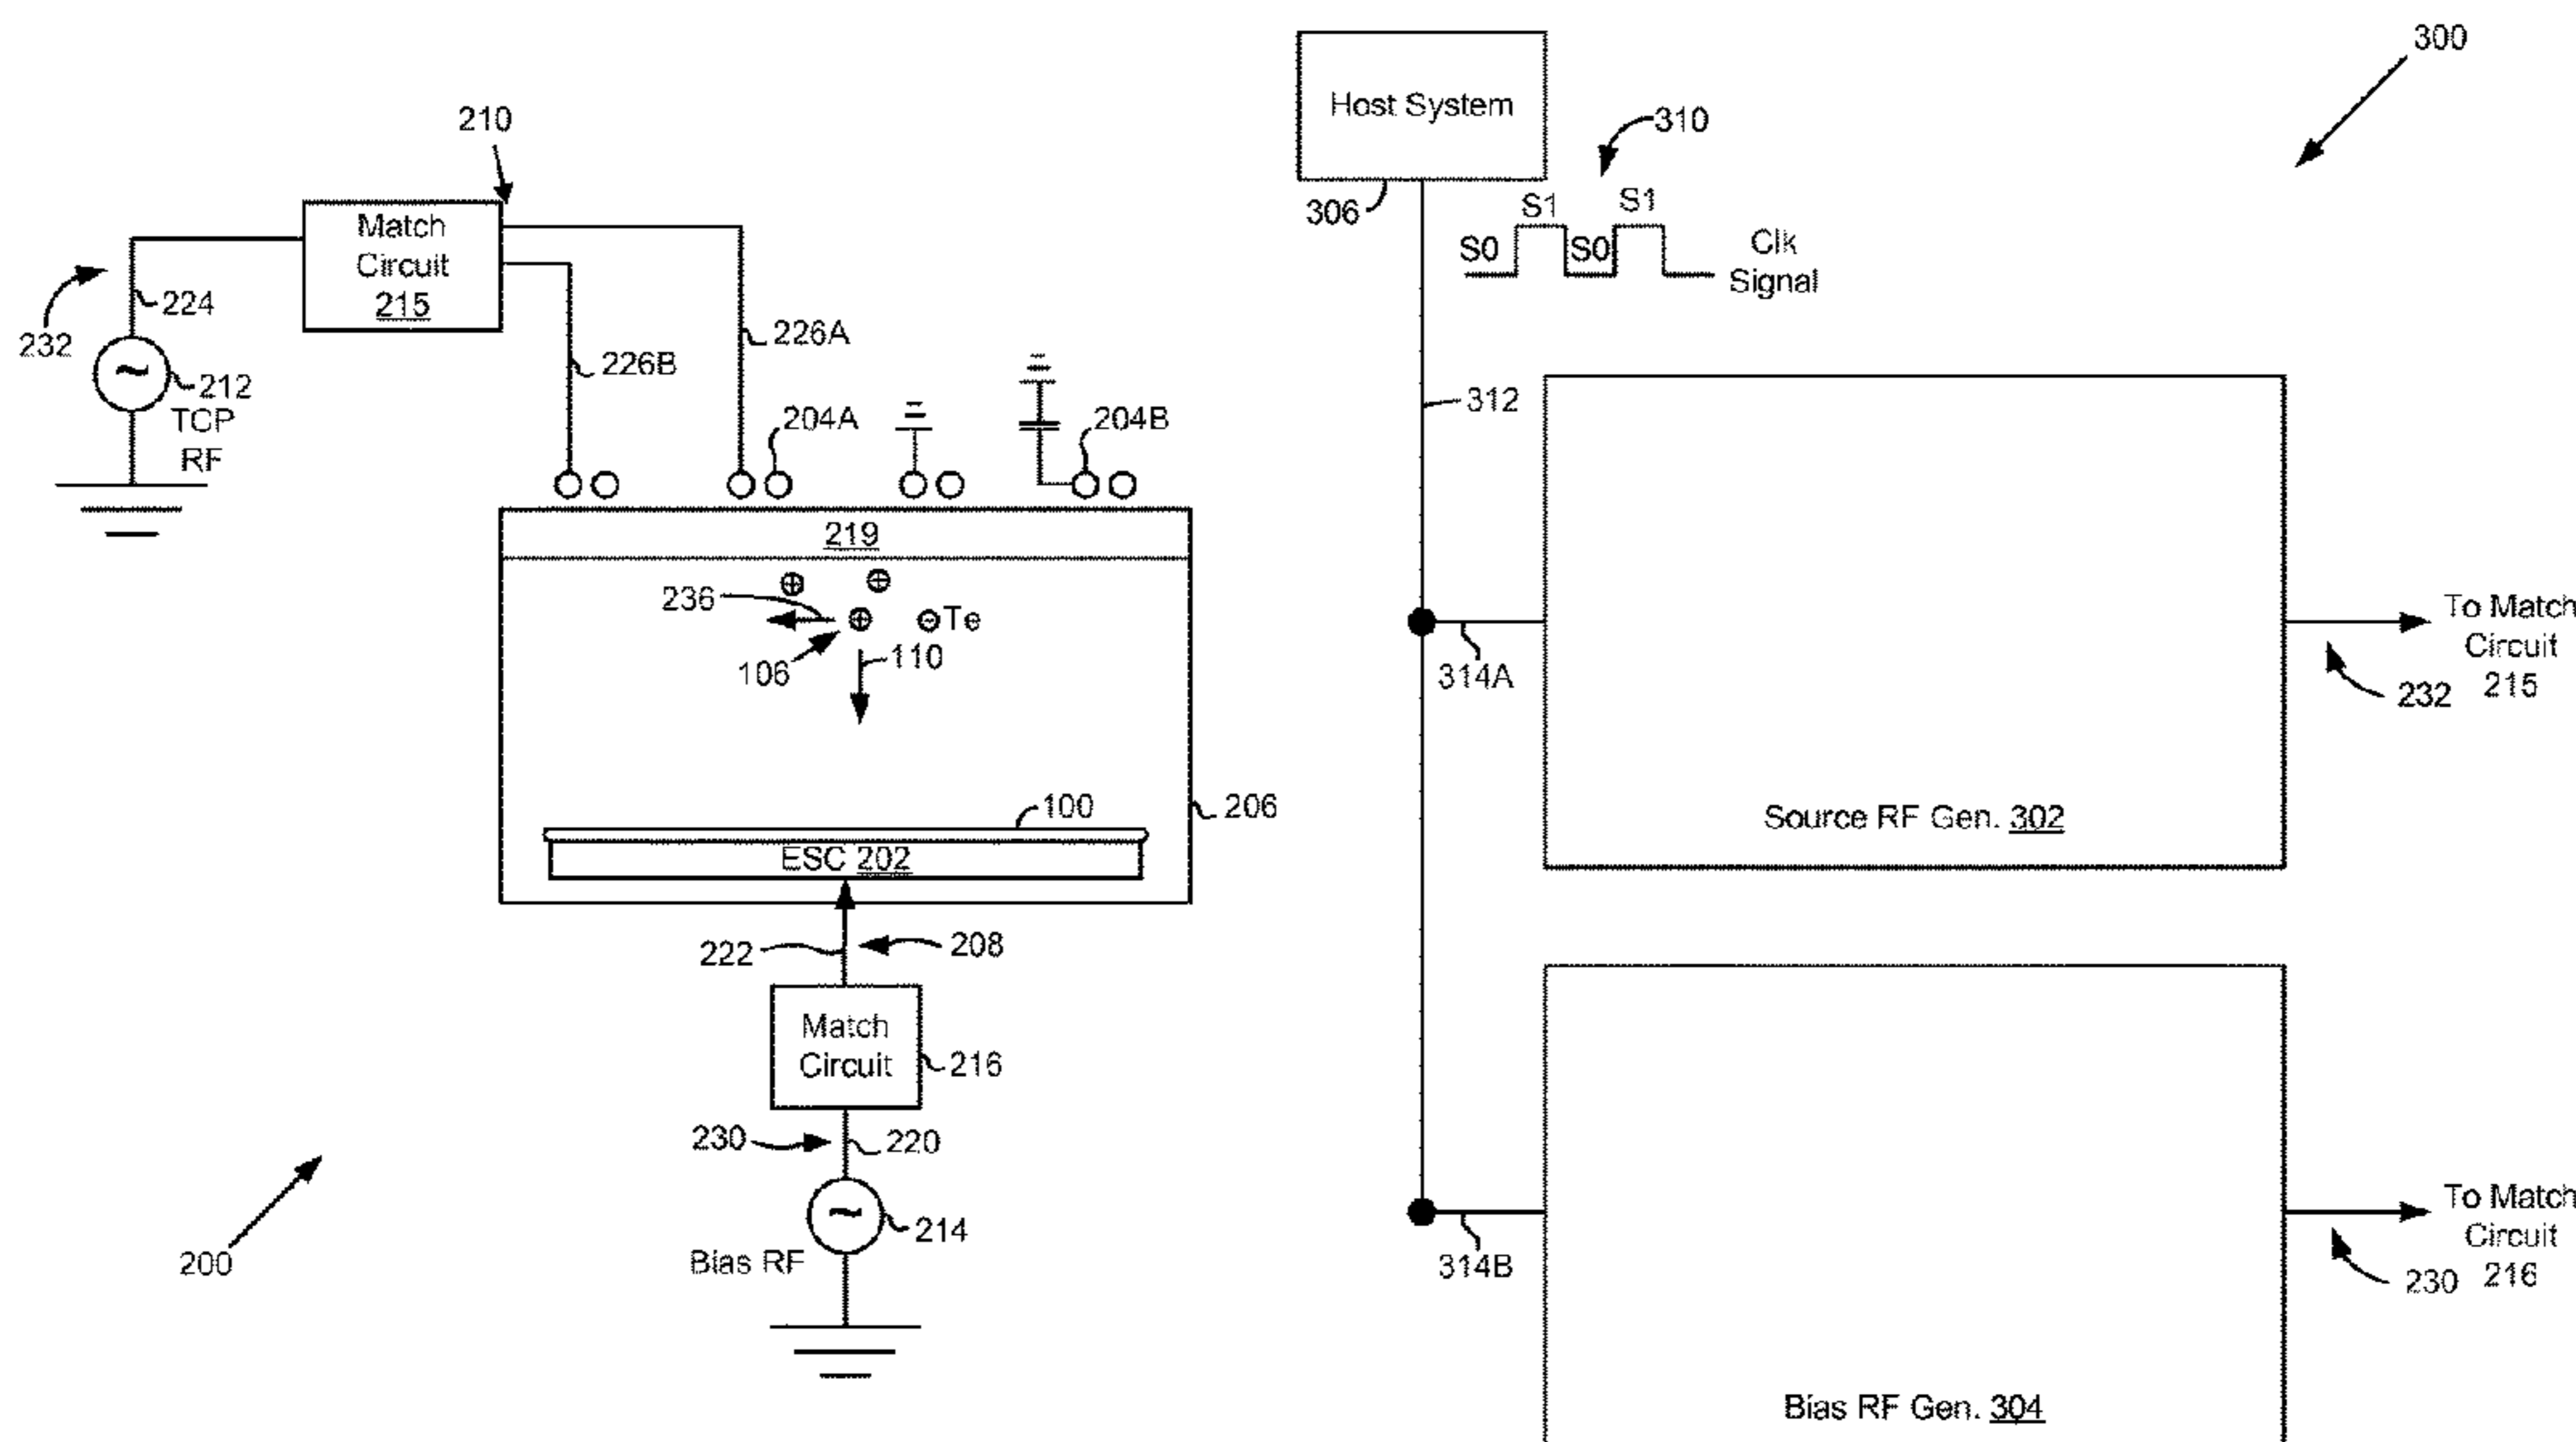 210
Match
Circuit
215
224
232
212
TCP
RF
226A
226B
204A
204B
219
236
Te
106
110
100
206
ESC 202
222
208
Match
Circuit
216
230
220
214
Bias RF
200
300
Host System
306
310
S0
S1
S0
S1
Clk
Signal
312
314A
Source RF Gen. 302
To Match
Circuit
215
232
314B
Bias RF Gen. 304
To Match
Circuit
216
230